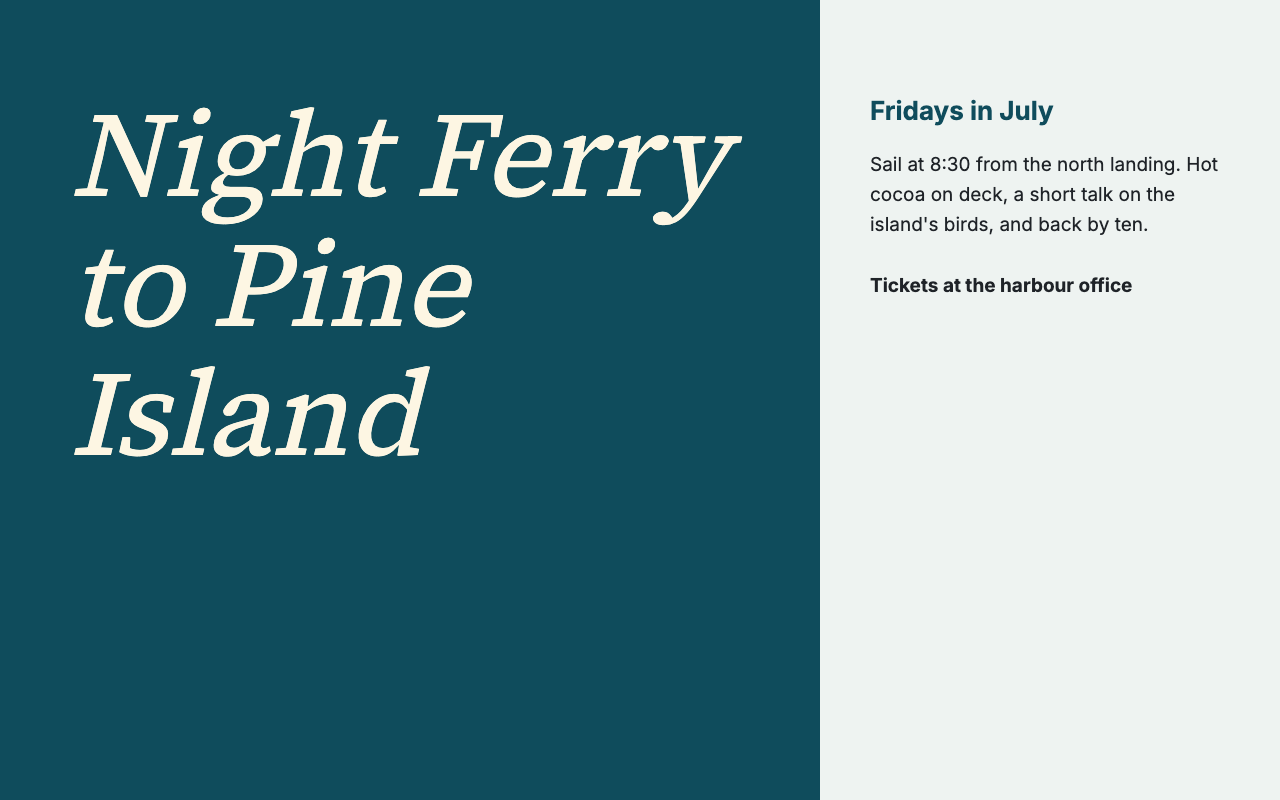 Night Ferry
to Pine
Island
Fridays in July
Sail at 8:30 from the north landing. Hot
cocoa on deck, a short talk on the
island's birds, and back by ten.
Tickets at the harbour office